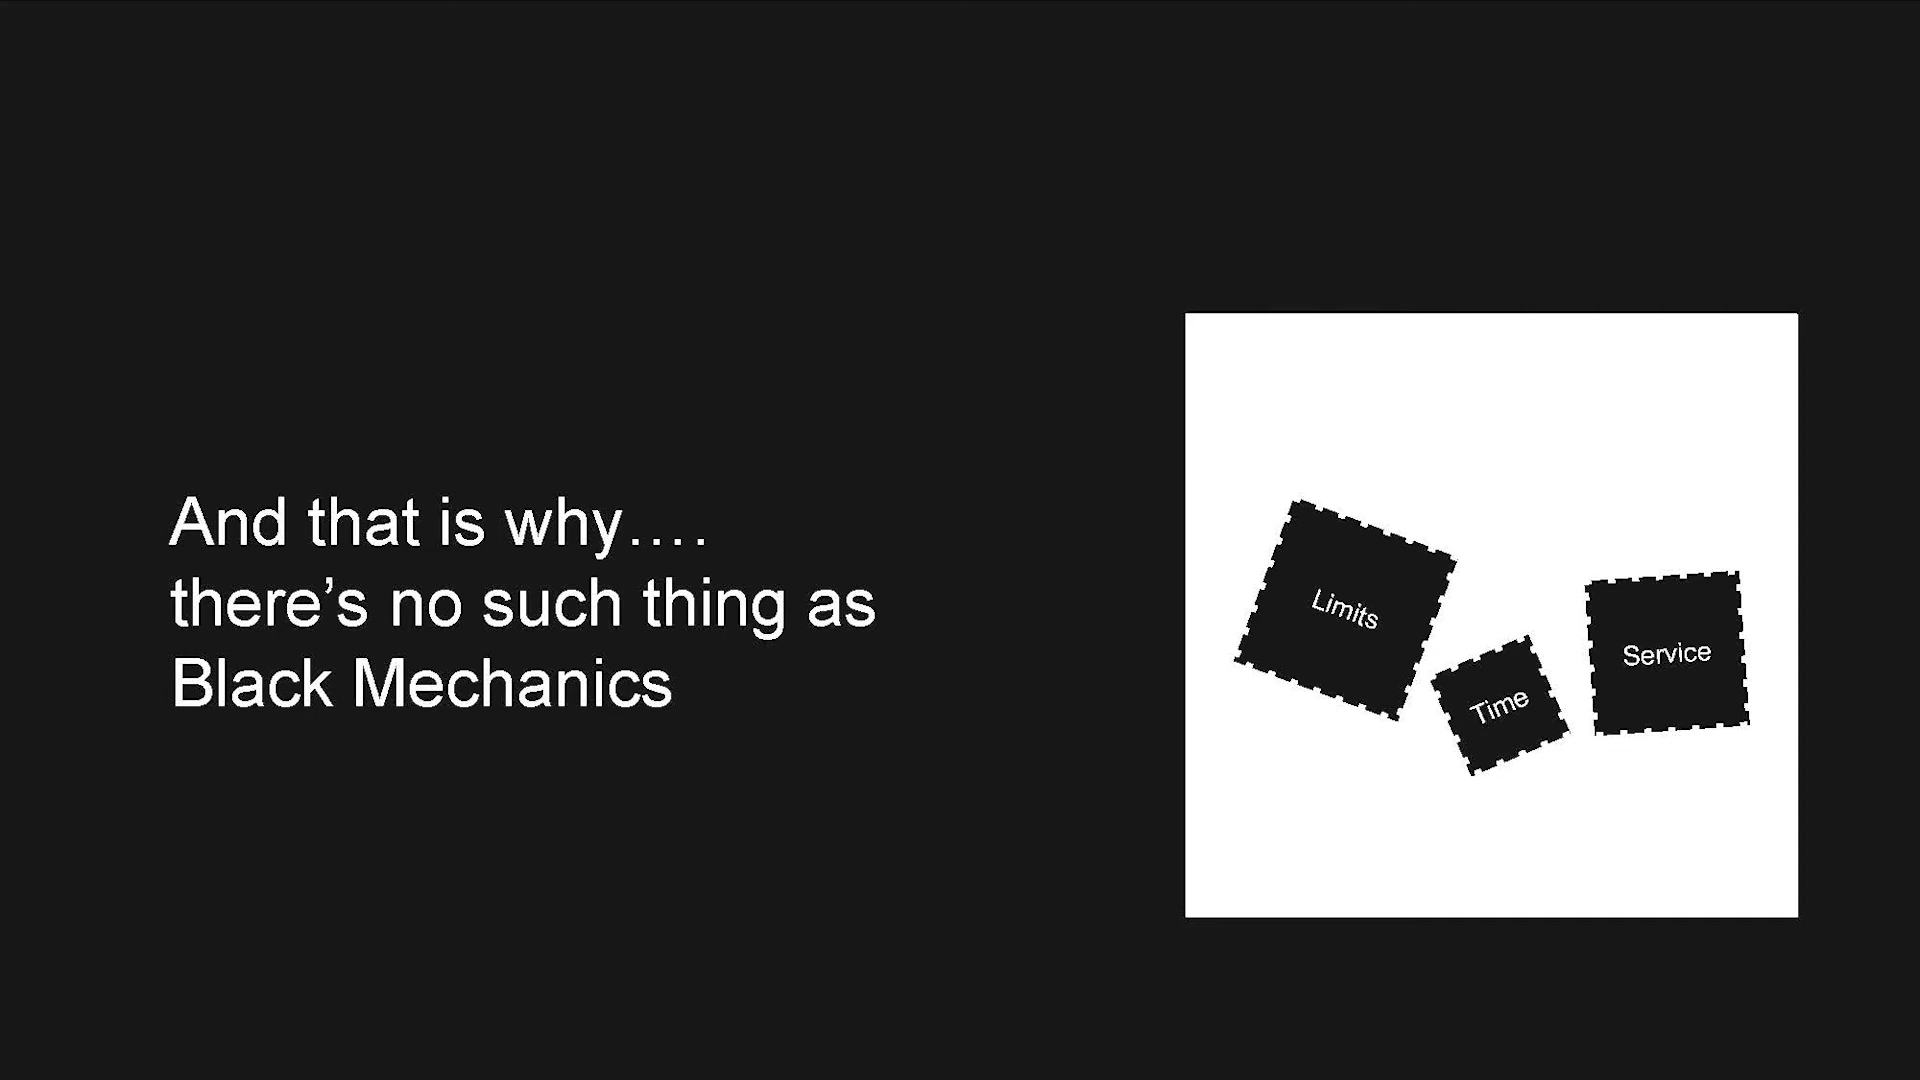 And that is why....
there’s no such thing as
Black Mechanics
Limits
Time
Service